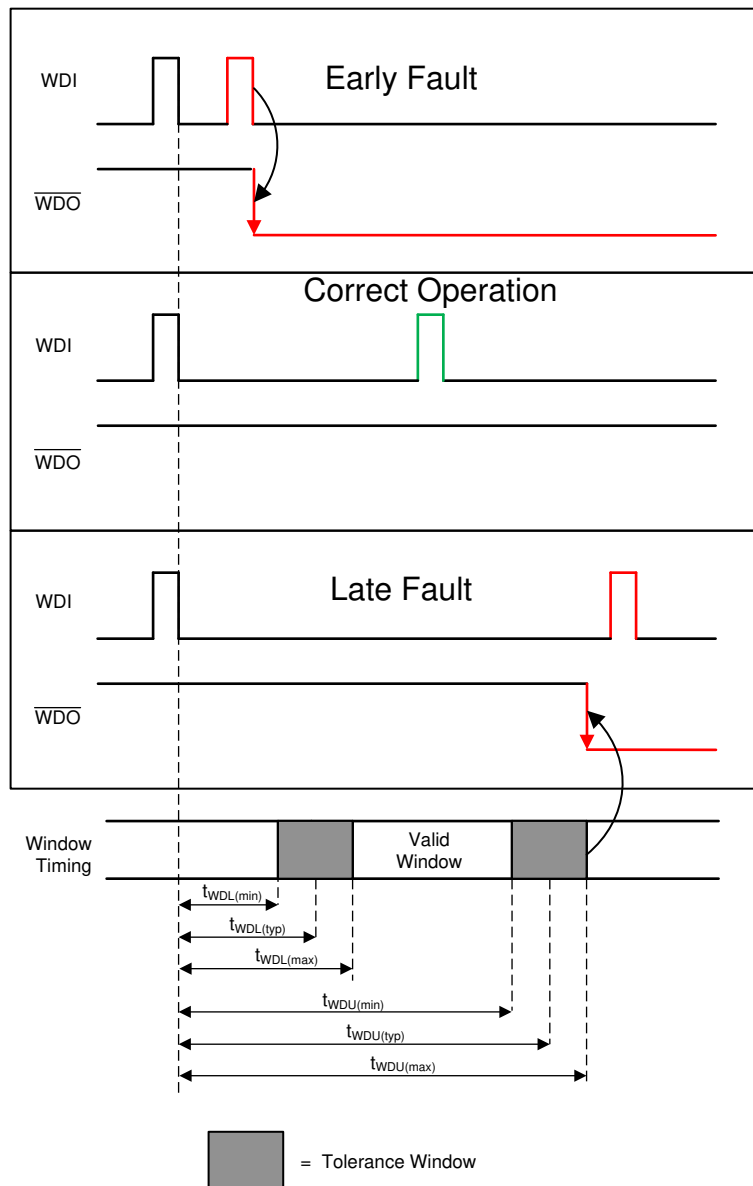 WDI
Early Fault
WDO
Correct Operation
WDI
WDO
WDI
Late Fault
WDO
Window
Timing
Valid
Window
tWDL(min)
tWDL(typ)
tWDL(max)
tWDU(min)
tWDU(typ)
tWDU(max)
= Tolerance Window